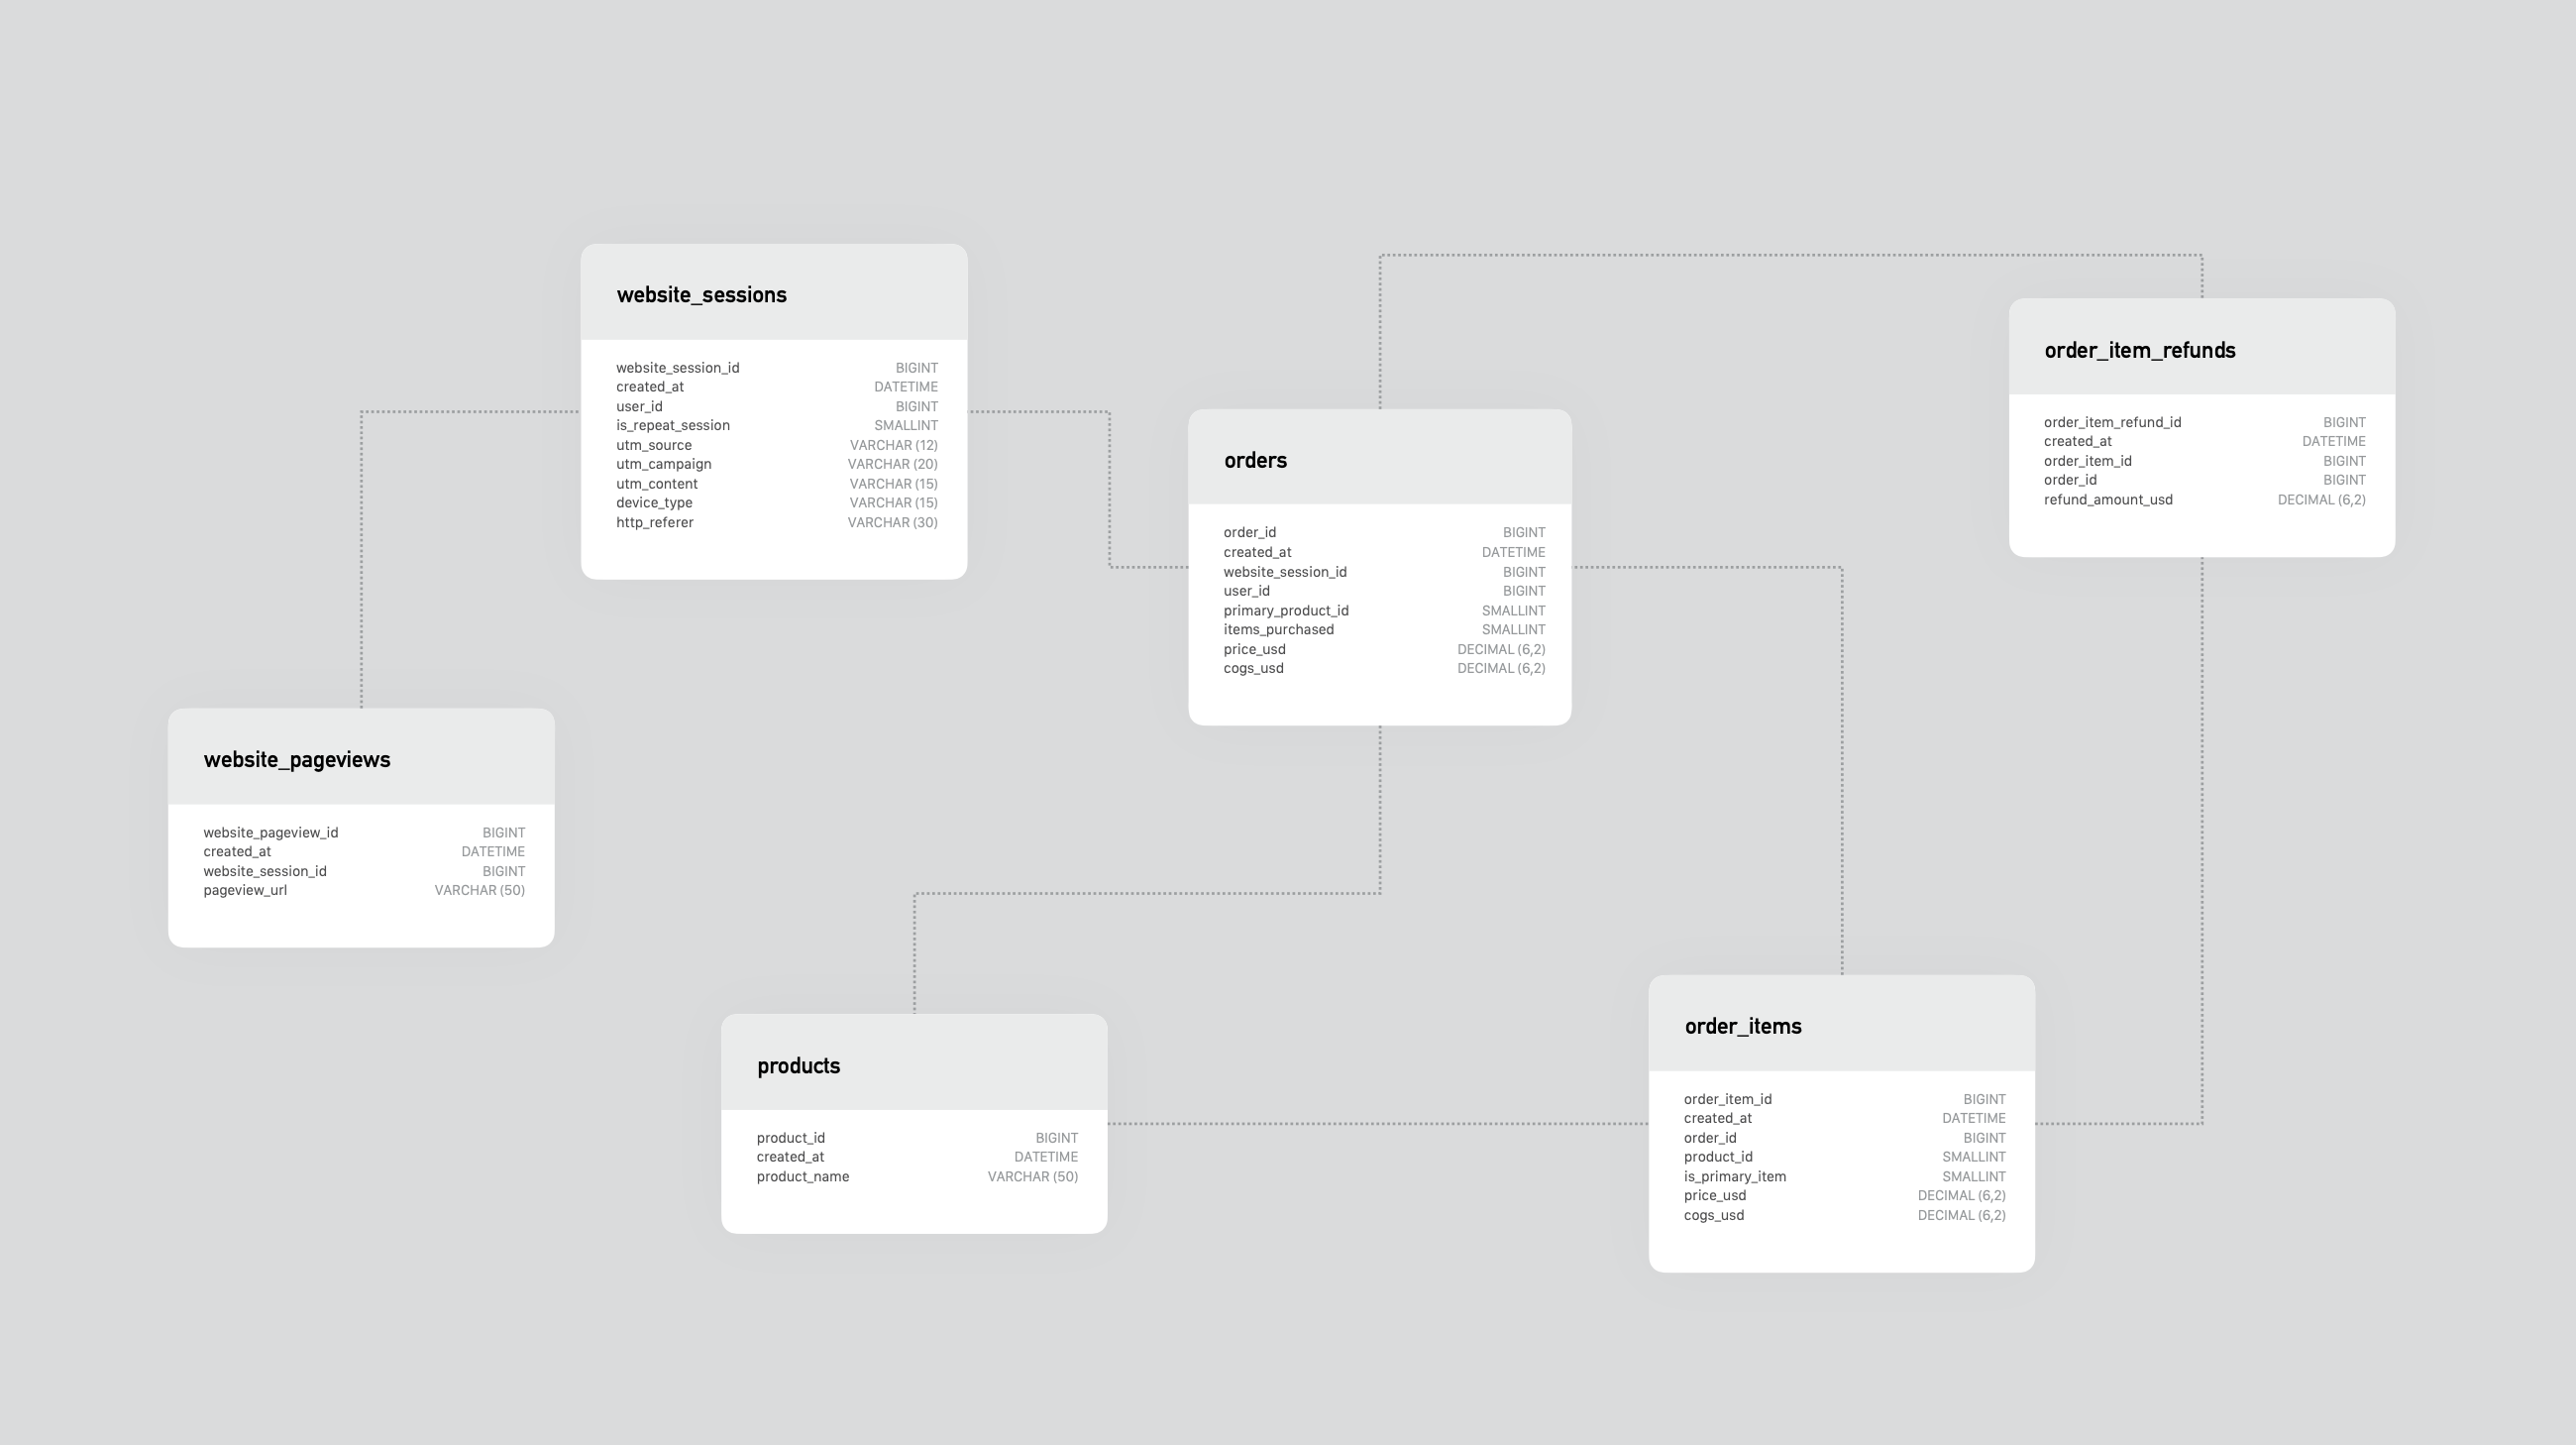 website_sessions
website_session_id BIGINT
created_at DATETIME
user_id BIGINT
is_repeat_session SMALLINT
utm_source VARCHAR (12)
utm_campaign VARCHAR (20)
utm_content VARCHAR (15)
device_type VARCHAR (15)
http_referer VARCHAR (30)
order_item_refunds
order_item_refund_id BIGINT
created_at DATETIME
order_item_id BIGINT
order_id BIGINT
refund_amount_usd DECIMAL (6,2)
orders
order_id BIGINT
created_at DATETIME
website_session_id BIGINT
user_id BIGINT
primary_product_id SMALLINT
items_purchased SMALLINT
price_usd DECIMAL (6,2)
cogs_usd DECIMAL (6,2)
website_pageviews
website_pageview_id BIGINT
created_at DATETIME
website_session_id BIGINT
pageview_url VARCHAR (50)
products
product_id BIGINT
created_at DATETIME
product_name VARCHAR (50)
order_items
order_item_id BIGINT
created_at DATETIME
order_id BIGINT
product_id SMALLINT
is_primary_item SMALLINT
price_usd DECIMAL (6,2)
cogs_usd DECIMAL (6,2)